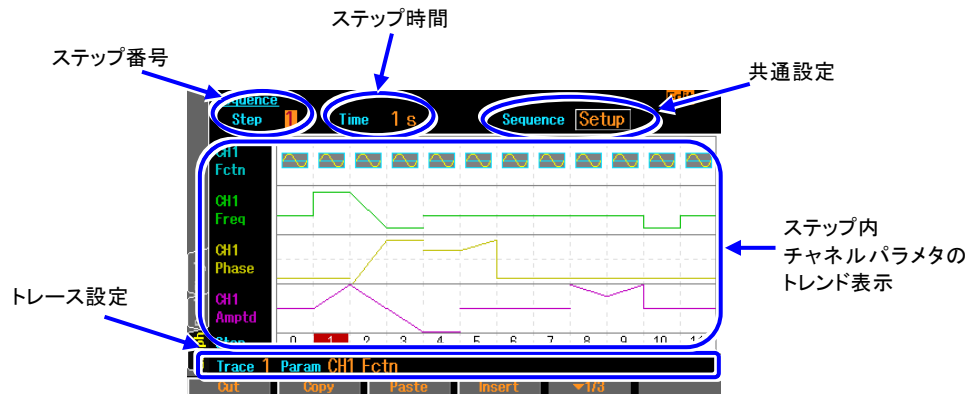 ステップ時間
ステップ番号
共通設定
Sequence
Step 1
Time 1 s
Sequence Setup
Edit
CH1
Fctn
CH1
Freq
CH1
Phase
CH1
Amptd
Step 0 1 2 3 4 5 6 7 8 9 10 11
ステップ内
チャネルパラメタの
トレンド表示
トレース設定
Trace 1 Param CH1 Fctn
Cut Copy Paste Insert ▼1/3